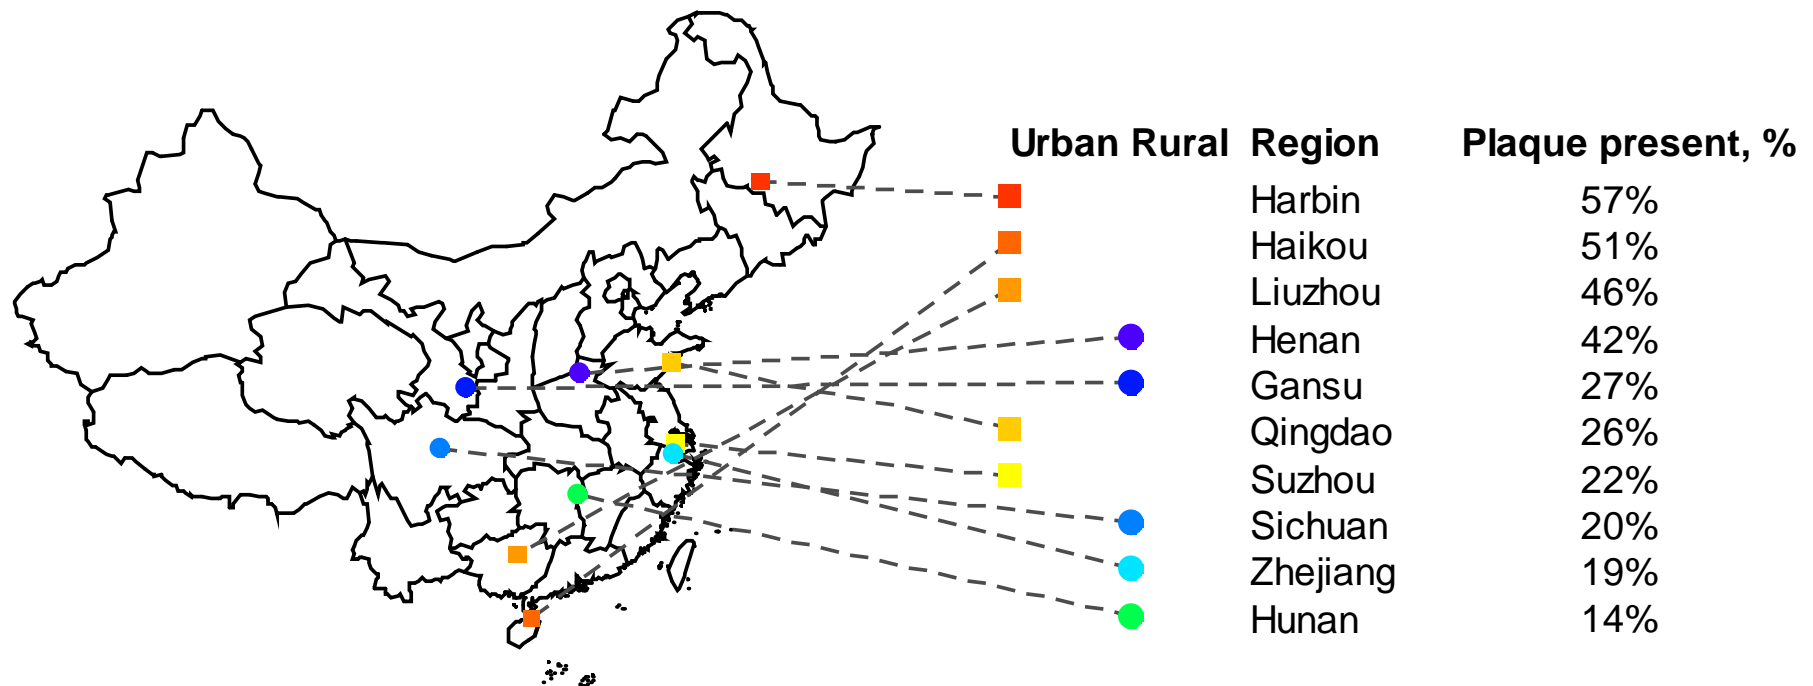 Urban Rural Region Plaque present, %
Harbin 57%
Haikou 51%
Liuzhou 46%
Henan 42%
Gansu 27%
Qingdao 26%
Suzhou 22%
Sichuan 20%
Zhejiang 19%
Hunan 14%